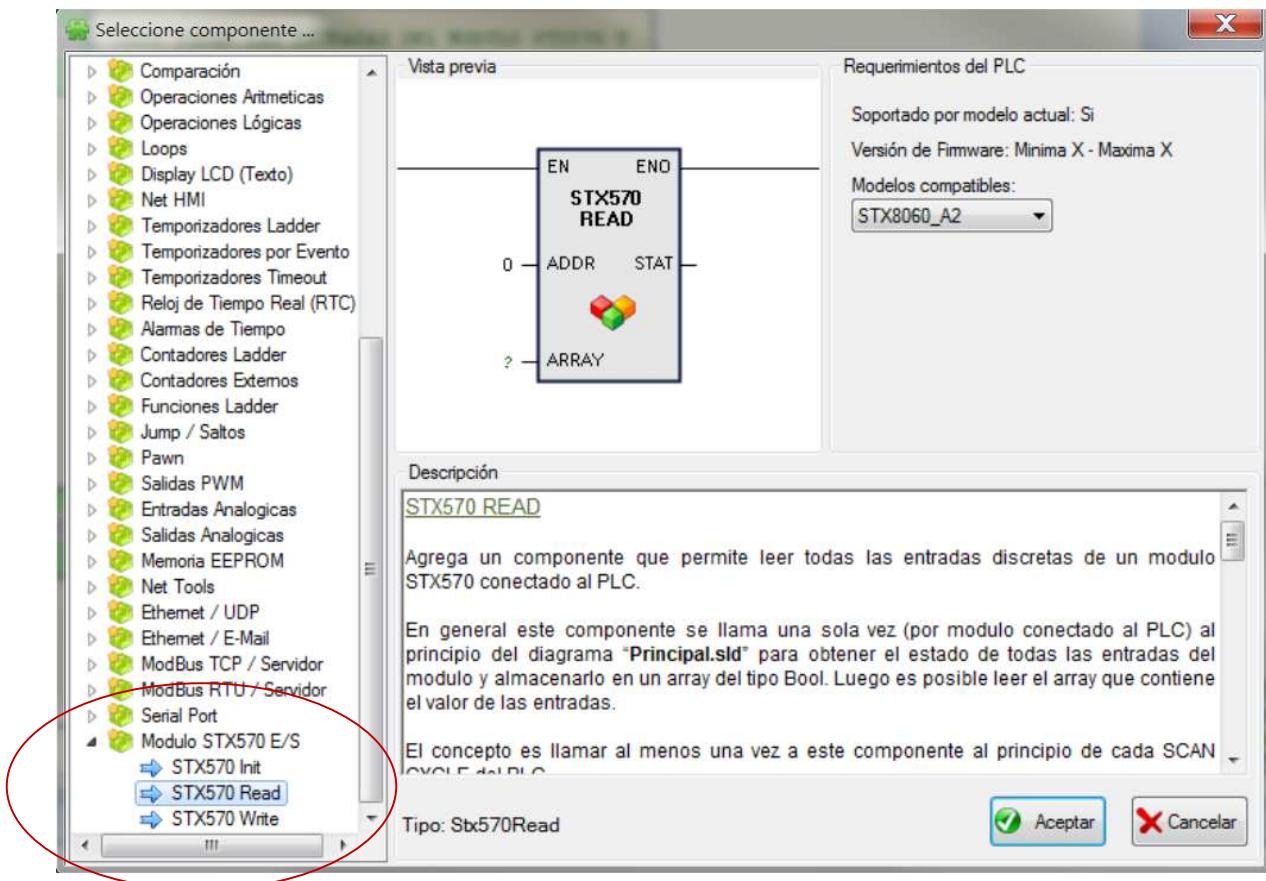 Seleccione componente ...
Comparación
Operaciones Aritmeticas
Operaciones Lógicas
Loops
Display LCD (Texto)
Net HMI
Temporizadores Ladder
Temporizadores por Evento
Temporizadores Timeout
Reloj de Tiempo Real (RTC)
Alarmas de Tiempo
Contadores Ladder
Contadores Externos
Funciones Ladder
Jump / Saltos
Pawn
Salidas PWM
Entradas Analogicas
Salidas Analogicas
Memoria EEPROM
Net Tools
Ethernet / UDP
Ethernet / E-Mail
ModBus TCP / Servidor
ModBus RTU / Servidor
Serial Port
Modulo STX570 E/S
STX570 Init
STX570 Read
STX570 Write
Vista previa
EN ENO
STX570
READ
0 ADDR STAT
? ARRAY
Requerimientos del PLC
Soportado por modelo actual: Si
Versión de Firmware: Minima X - Maxima X
Modelos compatibles:
STX8060_A2
Descripción
STX570 READ
Agrega un componente que permite leer todas las entradas discretas de un modulo
STX570 conectado al PLC.
En general este componente se llama una sola vez (por modulo conectado al PLC) al
principio del diagrama “Principal.sld” para obtener el estado de todas las entradas del
modulo y almacenarlo en un array del tipo Bool. Luego es posible leer el array que contiene
el valor de las entradas.
El concepto es llamar al menos una vez a este componente al principio de cada SCAN
CYCLE del PLC
Tipo: Stx570Read
Aceptar
Cancelar